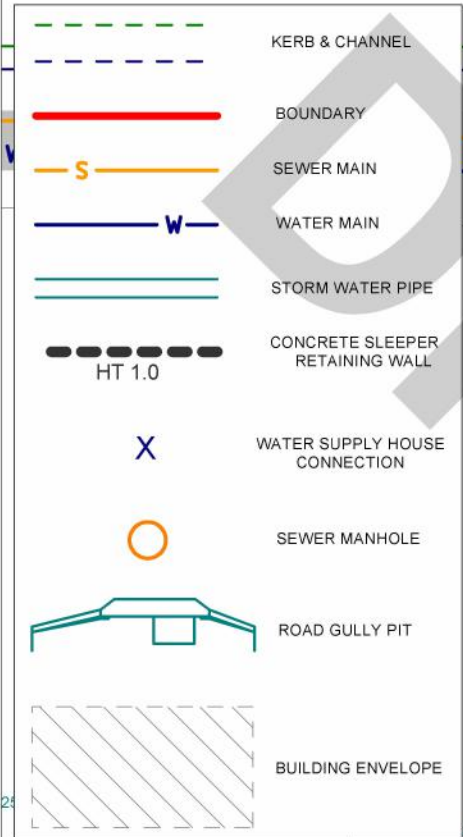 KERB & CHANNEL
BOUNDARY
S
SEWER MAIN
W
WATER MAIN
STORM WATER PIPE
CONCRETE SLEEPER
RETAINING WALL
HT 1.0
X
WATER SUPPLY HOUSE
CONNECTION
SEWER MANHOLE
ROAD GULLY PIT
BUILDING ENVELOPE